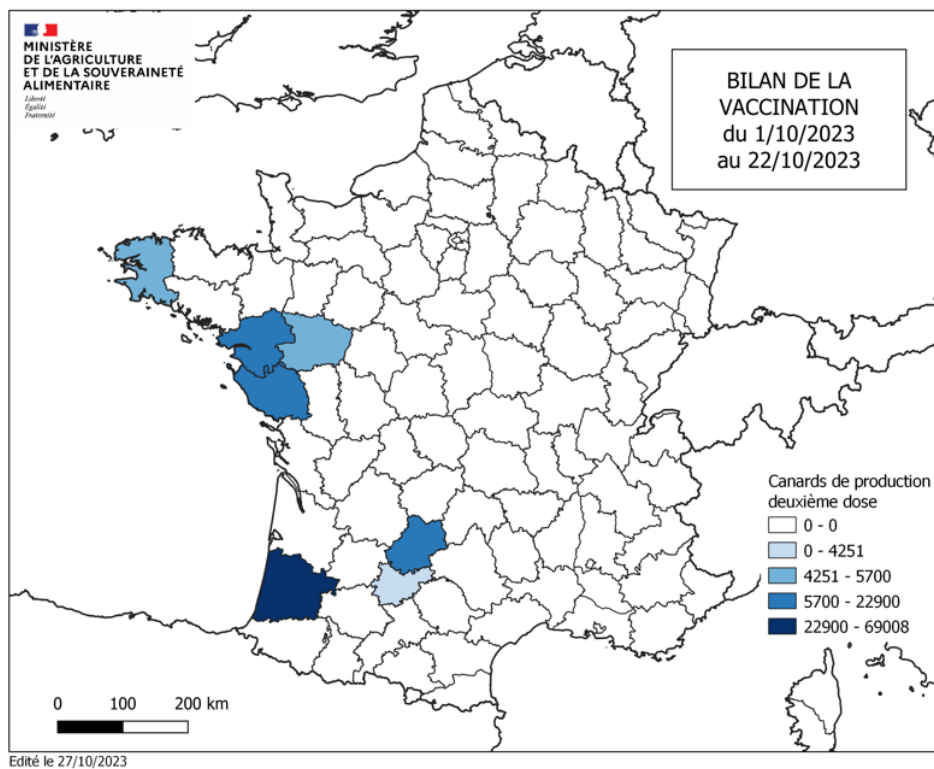 MINISTÈRE
DE L'AGRICULTURE
ET DE LA SOUVERAINETÉ
ALIMENTAIRE
Liberté
Égalité
Fraternité
BILAN DE LA
VACCINATION
du 1/10/2023
au 22/10/2023
Canards de production
deuxième dose
0 - 0
0 - 4251
4251 - 5700
5700 - 22900
22900 - 69008
0 100 200 km
Edité le 27/10/2023